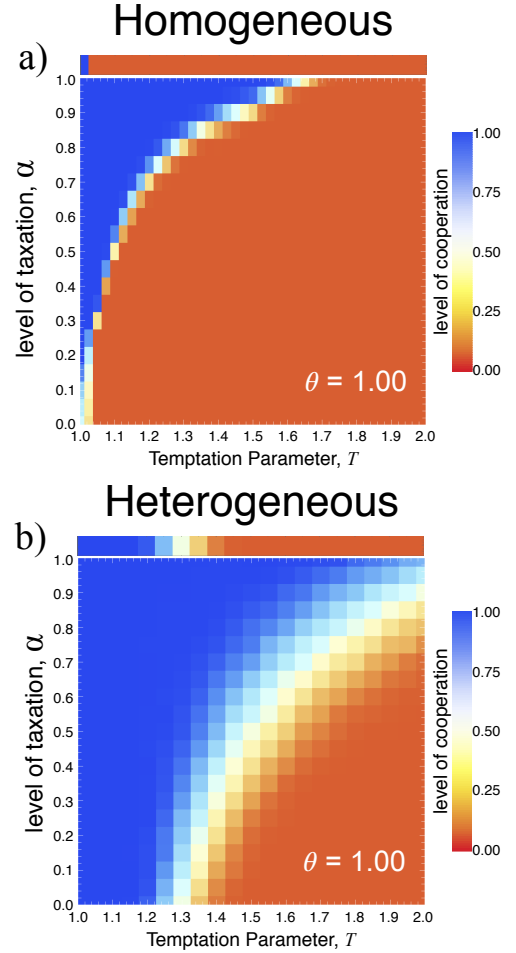 Homogeneous
a)
1.0
0.9
0.8
0.7
0.6
0.5
0.4
0.3
0.2
0.1
0.0
level of taxation, α
θ = 1.00
1.0 1.1 1.2 1.3 1.4 1.5 1.6 1.7 1.8 1.9 2.0
Temptation Parameter, T
level of cooperation
1.00
0.75
0.50
0.25
0.00
Heterogeneous
b)
1.0
0.9
0.8
0.7
0.6
0.5
0.4
0.3
0.2
0.1
0.0
level of taxation, α
θ = 1.00
1.0 1.1 1.2 1.3 1.4 1.5 1.6 1.7 1.8 1.9 2.0
Temptation Parameter, T
level of cooperation
1.00
0.75
0.50
0.25
0.00